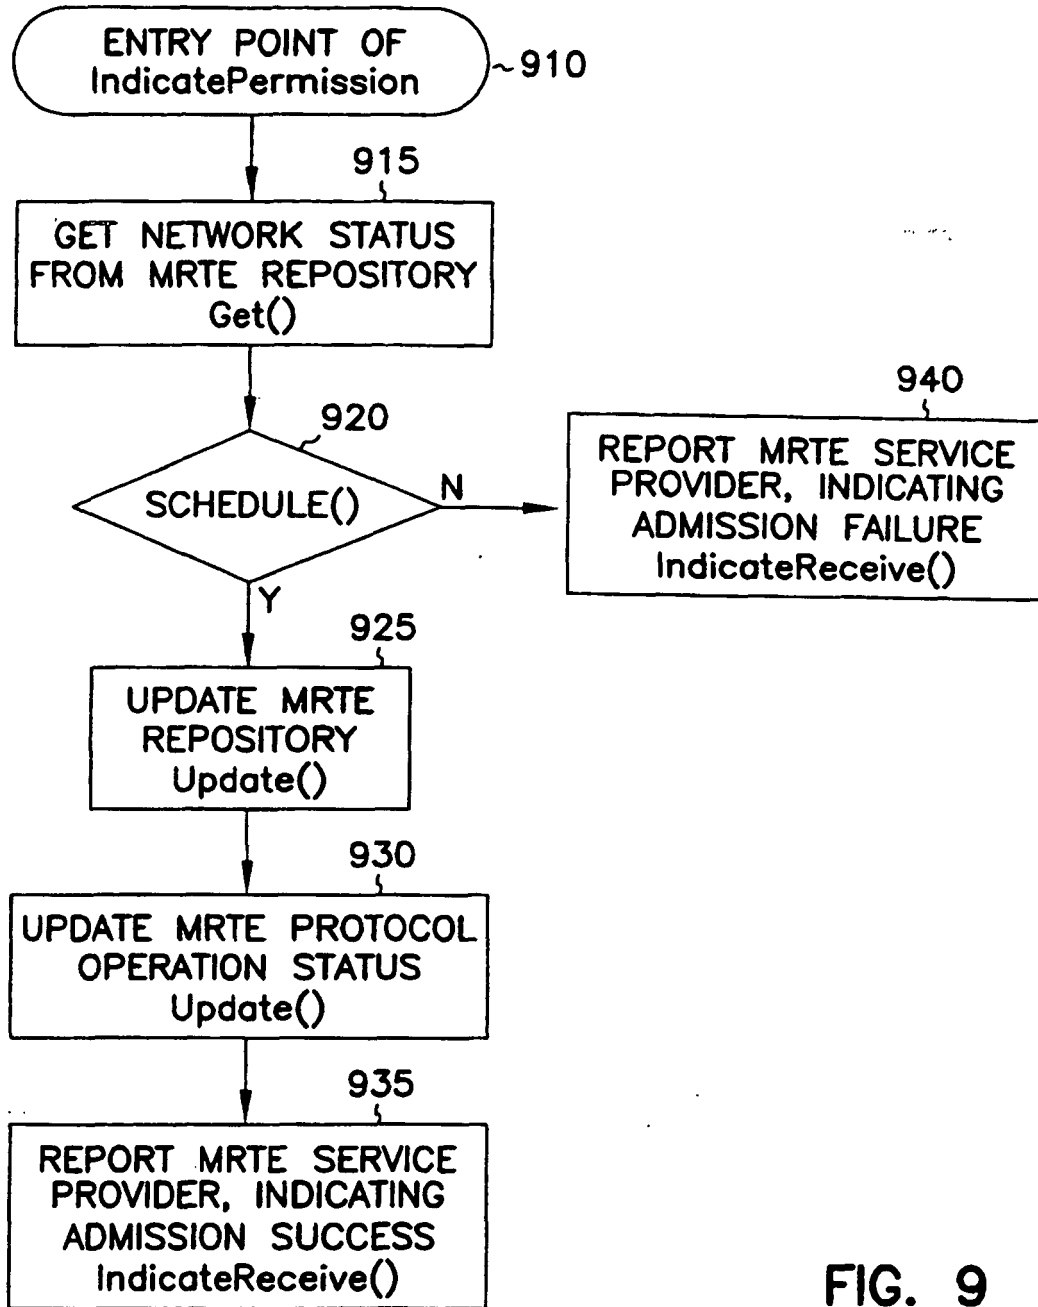 ENTRY POINT OF
IndicatePermission
910
915
GET NETWORK STATUS
FROM MRTE REPOSITORY
Get()
920
SCHEDULE()
N
Y
940
REPORT MRTE SERVICE
PROVIDER, INDICATING
ADMISSION FAILURE
IndicateReceive()
925
UPDATE MRTE
REPOSITORY
Update()
930
UPDATE MRTE PROTOCOL
OPERATION STATUS
Update()
935
REPORT MRTE SERVICE
PROVIDER, INDICATING
ADMISSION SUCCESS
IndicateReceive()
FIG. 9